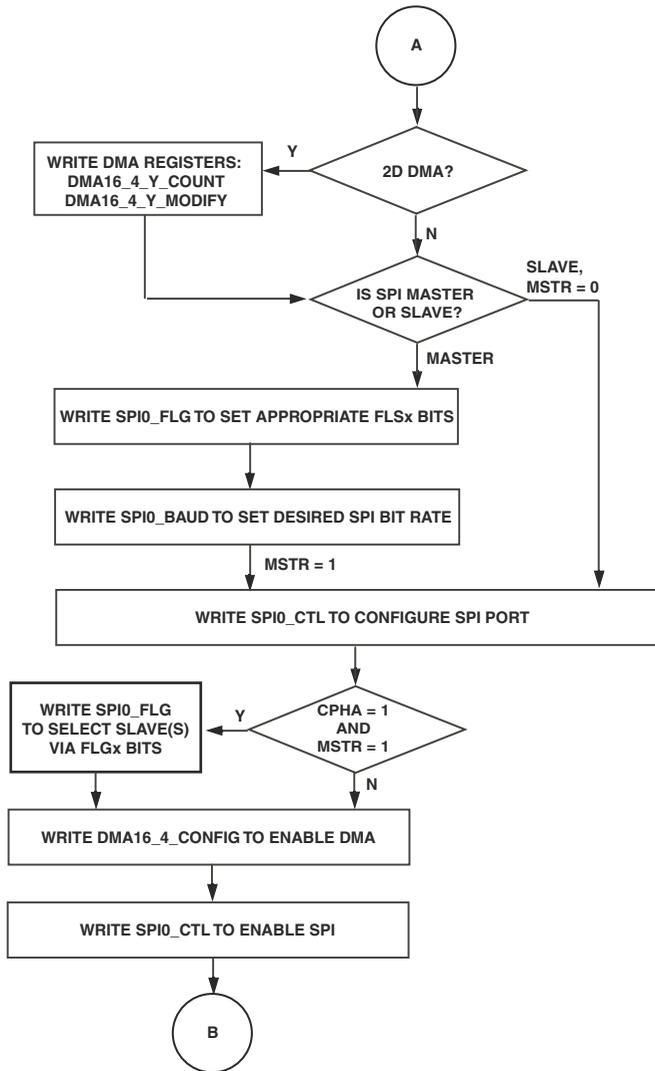 A
Y
WRITE DMA REGISTERS:
DMA16_4_Y_COUNT
DMA16_4_Y_MODIFY
2D DMA?
N
SLAVE,
MSTR = 0
IS SPI MASTER
OR SLAVE?
MASTER
WRITE SPI0_FLG TO SET APPROPRIATE FLSx BITS
WRITE SPI0_BAUD TO SET DESIRED SPI BIT RATE
MSTR = 1
WRITE SPI0_CTL TO CONFIGURE SPI PORT
WRITE SPI0_FLG
TO SELECT SLAVE(S)
VIA FLGx BITS
Y
CPHA = 1
AND
MSTR = 1
N
WRITE DMA16_4_CONFIG TO ENABLE DMA
WRITE SPI0_CTL TO ENABLE SPI
B